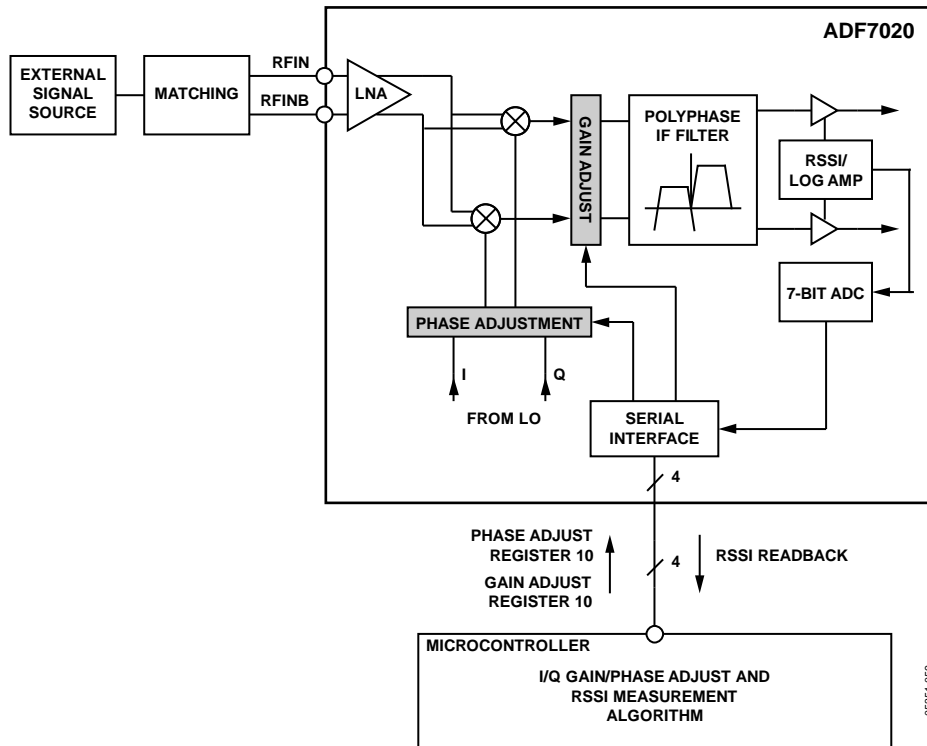 ADF7020
EXTERNAL
SIGNAL
SOURCE
MATCHING
RFIN
RFINB
LNA
GAIN ADJUST
POLYPHASE
IF FILTER
RSSI/
LOG AMP
7-BIT ADC
PHASE ADJUSTMENT
I
Q
FROM LO
SERIAL
INTERFACE
4
PHASE ADJUST
REGISTER 10
GAIN ADJUST
REGISTER 10
4
RSSI READBACK
MICROCONTROLLER
I/Q GAIN/PHASE ADJUST AND
RSSI MEASUREMENT
ALGORITHM